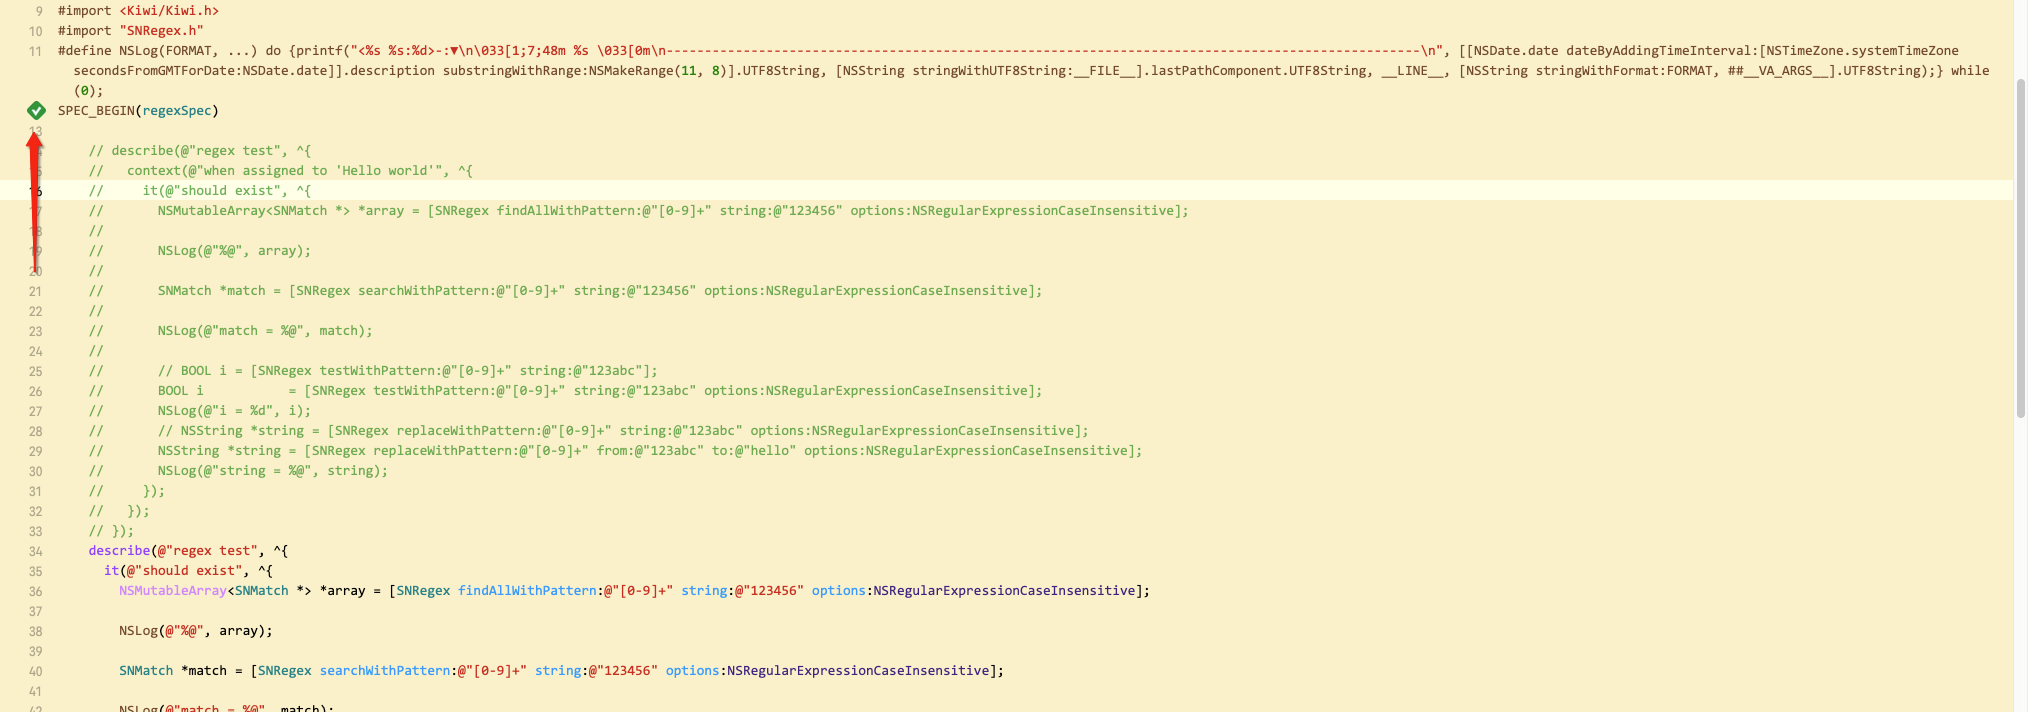 9 #import <Kiwi/Kiwi.h>
10 #import "SNRegex.h"
11 #define NSLog(FORMAT, ...) do {printf("<%s %s:%d>-:▼\n\033[1;7;48m %s \033[0m\n--------------------------------------------------------------------------------------------------\n", [[NSDate.date dateByAddingTimeInterval:[NSTimeZone.systemTimeZone
secondsFromGMTForDate:NSDate.date]].description substringWithRange:NSMakeRange(11, 8)].UTF8String, [NSString stringWithUTF8String:__FILE__].lastPathComponent.UTF8String, __LINE__, [NSString stringWithFormat:FORMAT, ##__VA_ARGS__].UTF8String);} while
(0);
SPEC_BEGIN(regexSpec)
13
// describe(@"regex test", ^{
//   context(@"when assigned to 'Hello world'", ^{
16 //     it(@"should exist", ^{
17 //       NSMutableArray<SNMatch *> *array = [SNRegex findAllWithPattern:@"[0-9]+" string:@"123456" options:NSRegularExpressionCaseInsensitive];
18 //
19 //       NSLog(@"%@", array);
20 //
21 //       SNMatch *match = [SNRegex searchWithPattern:@"[0-9]+" string:@"123456" options:NSRegularExpressionCaseInsensitive];
22 //
23 //       NSLog(@"match = %@", match);
24 //
25 //       // BOOL i = [SNRegex testWithPattern:@"[0-9]+" string:@"123abc"];
26 //       BOOL i           = [SNRegex testWithPattern:@"[0-9]+" string:@"123abc" options:NSRegularExpressionCaseInsensitive];
27 //       NSLog(@"i = %d", i);
28 //       // NSString *string = [SNRegex replaceWithPattern:@"[0-9]+" string:@"123abc" options:NSRegularExpressionCaseInsensitive];
29 //       NSString *string = [SNRegex replaceWithPattern:@"[0-9]+" from:@"123abc" to:@"hello" options:NSRegularExpressionCaseInsensitive];
30 //       NSLog(@"string = %@", string);
31 //     });
32 //   });
33 // });
34 describe(@"regex test", ^{
35 it(@"should exist", ^{
36 NSMutableArray<SNMatch *> *array = [SNRegex findAllWithPattern:@"[0-9]+" string:@"123456" options:NSRegularExpressionCaseInsensitive];
37
38 NSLog(@"%@", array);
39
40 SNMatch *match = [SNRegex searchWithPattern:@"[0-9]+" string:@"123456" options:NSRegularExpressionCaseInsensitive];
41
42 NSLog(@"match = %@", match);